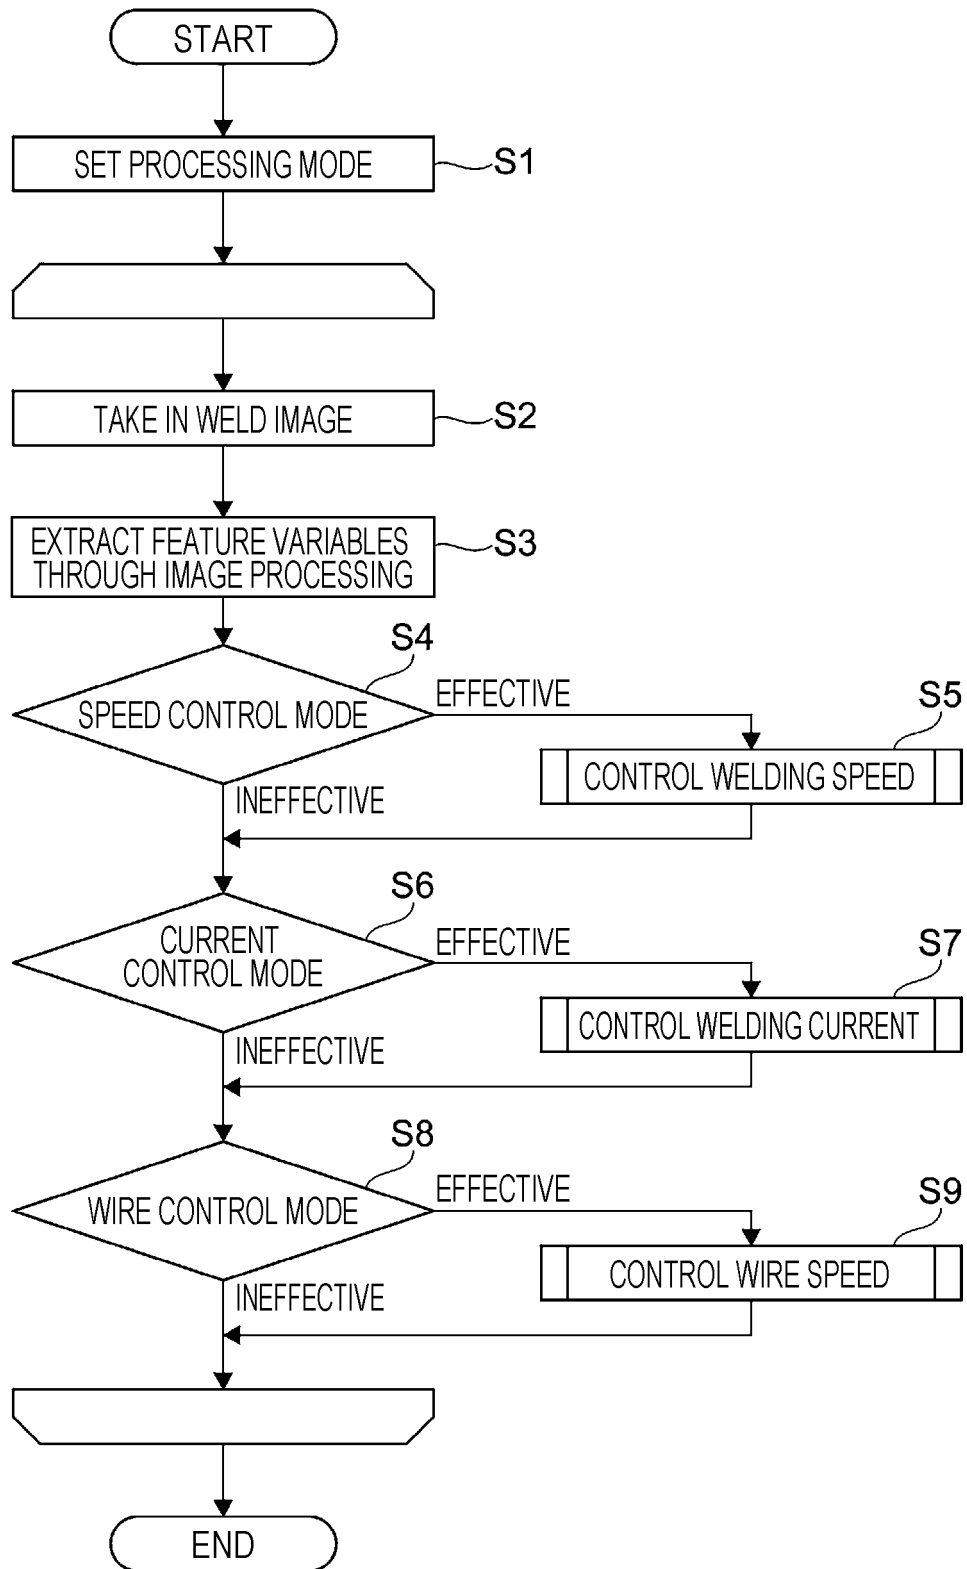 START
SET PROCESSING MODE
S1
TAKE IN WELD IMAGE
S2
EXTRACT FEATURE VARIABLES
THROUGH IMAGE PROCESSING
S3
S4
SPEED CONTROL MODE
EFFECTIVE
S5
CONTROL WELDING SPEED
INEFFECTIVE
S6
CURRENT
CONTROL MODE
EFFECTIVE
S7
CONTROL WELDING CURRENT
INEFFECTIVE
S8
WIRE CONTROL MODE
EFFECTIVE
S9
CONTROL WIRE SPEED
INEFFECTIVE
END